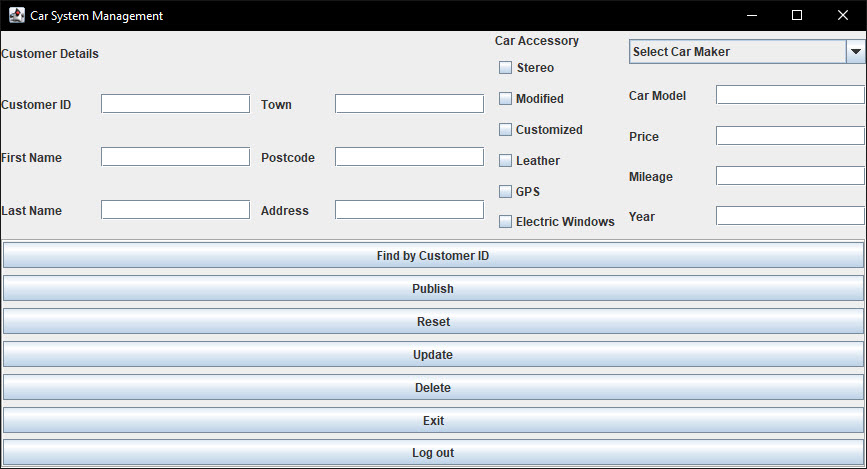 Car System Management
Customer Details
Customer ID
Town
First Name
Postcode
Last Name
Address
Car Accessory
Stereo
Modified
Customized
Leather
GPS
Electric Windows
Select Car Maker
Car Model
Price
Mileage
Year
Find by Customer ID
Publish
Reset
Update
Delete
Exit
Log out